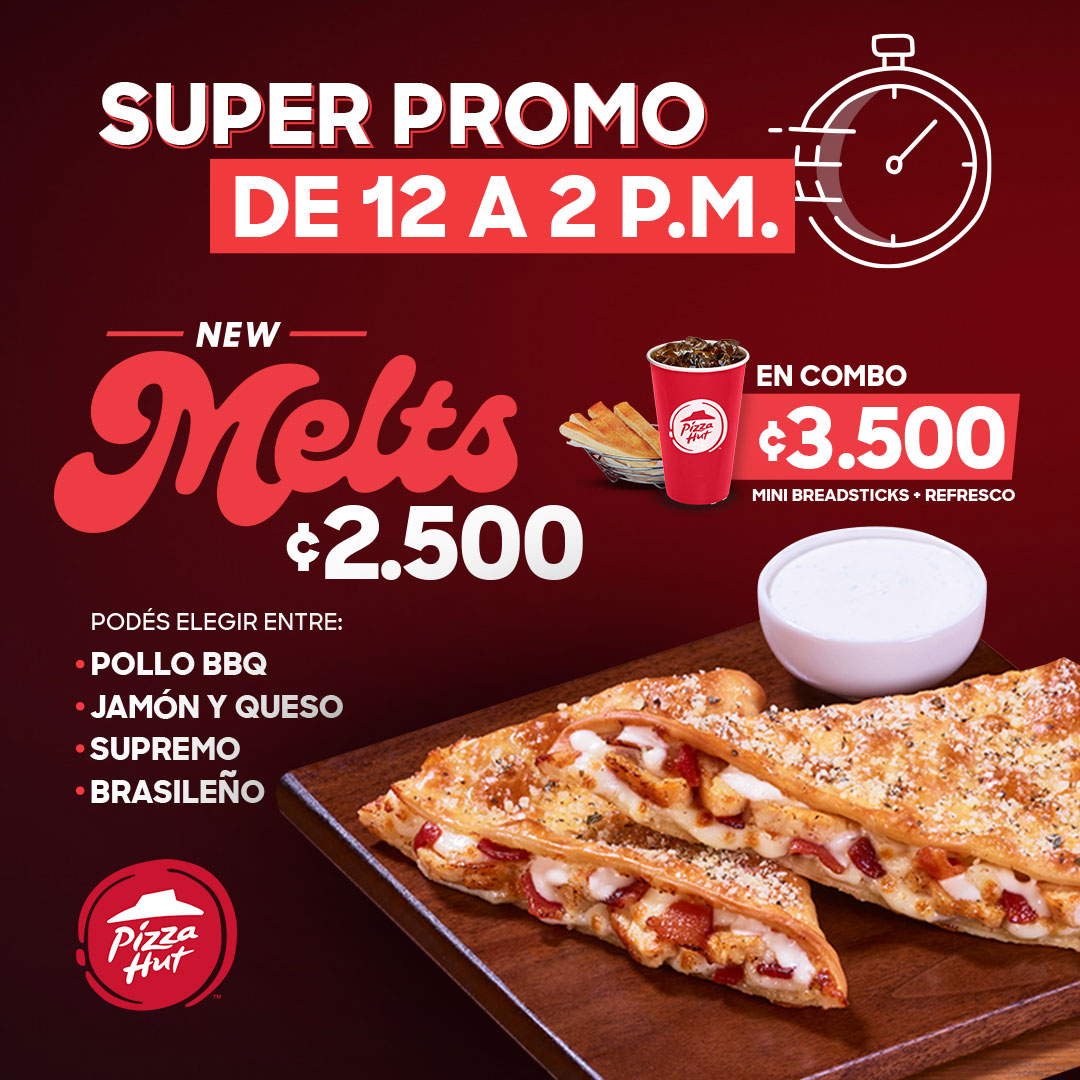 SUPER PROMO
DE 12 A 2 P.M.
NEW
Melts
¢2.500
EN COMBO
¢3.500
MINI BREADSTICKS + REFRESCO
Pizza
Hut
PODÉS ELEGIR ENTRE:
• POLLO BBQ
• JAMÓN Y QUESO
• SUPREMO
• BRASILEÑO
Pizza
Hut
TM